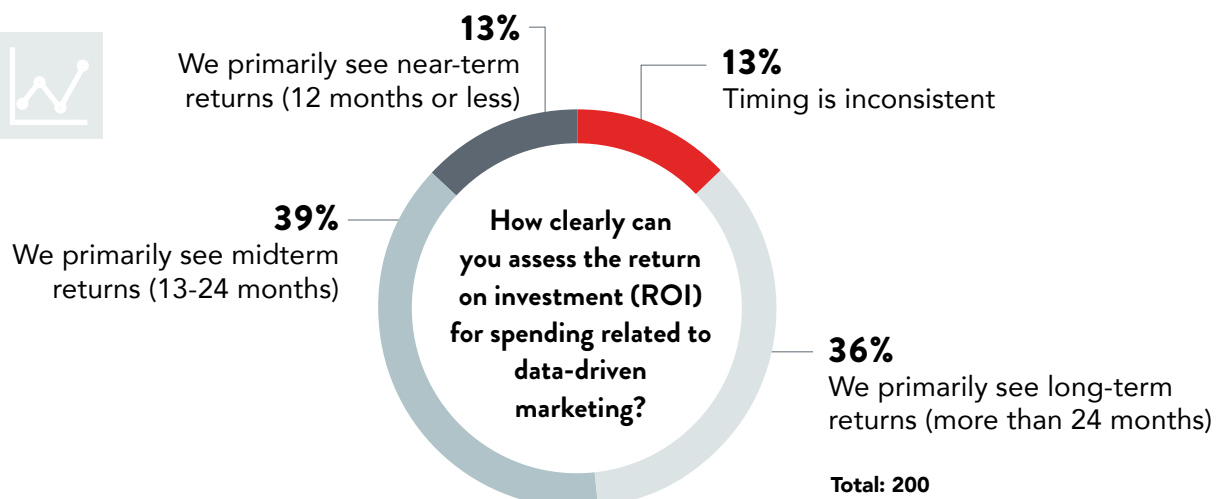 13%
We primarily see near-term
returns (12 months or less)
13%
Timing is inconsistent
39%
We primarily see midterm
returns (13-24 months)
How clearly can
you assess the return
on investment (ROI)
for spending related to
data-driven
marketing?
36%
We primarily see long-term
returns (more than 24 months)
Total: 200